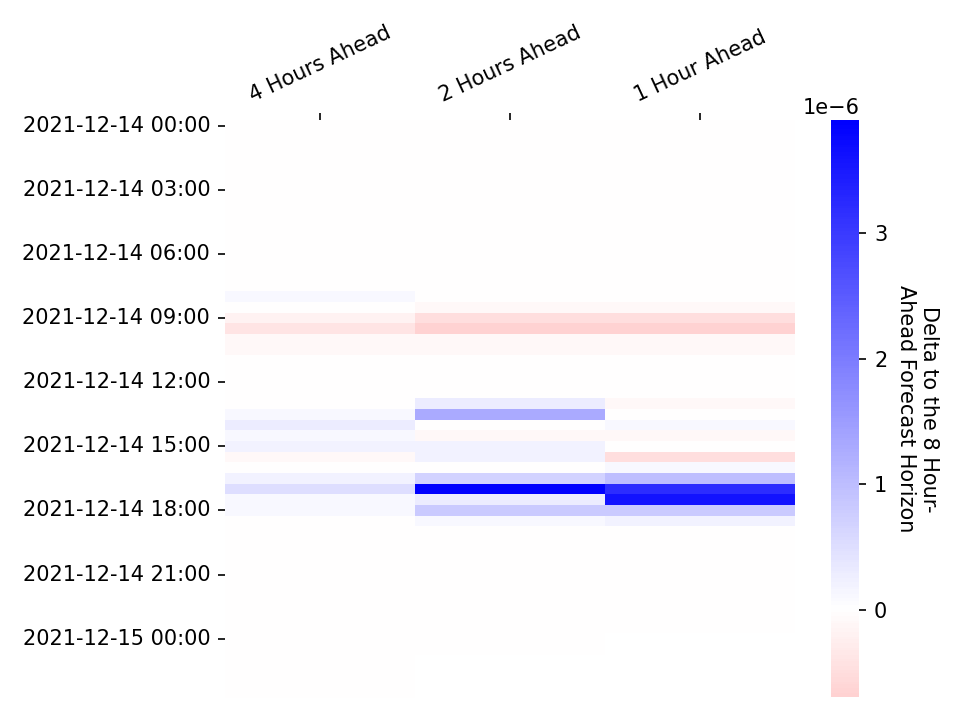 4 Hours Ahead
2 Hours Ahead
1 Hour Ahead
1e−6
2021-12-14 00:00
2021-12-14 03:00
2021-12-14 06:00
2021-12-14 09:00
2021-12-14 12:00
2021-12-14 15:00
2021-12-14 18:00
2021-12-14 21:00
2021-12-15 00:00
3
2
1
0
Delta to the 8 Hour-
Ahead Forecast Horizon